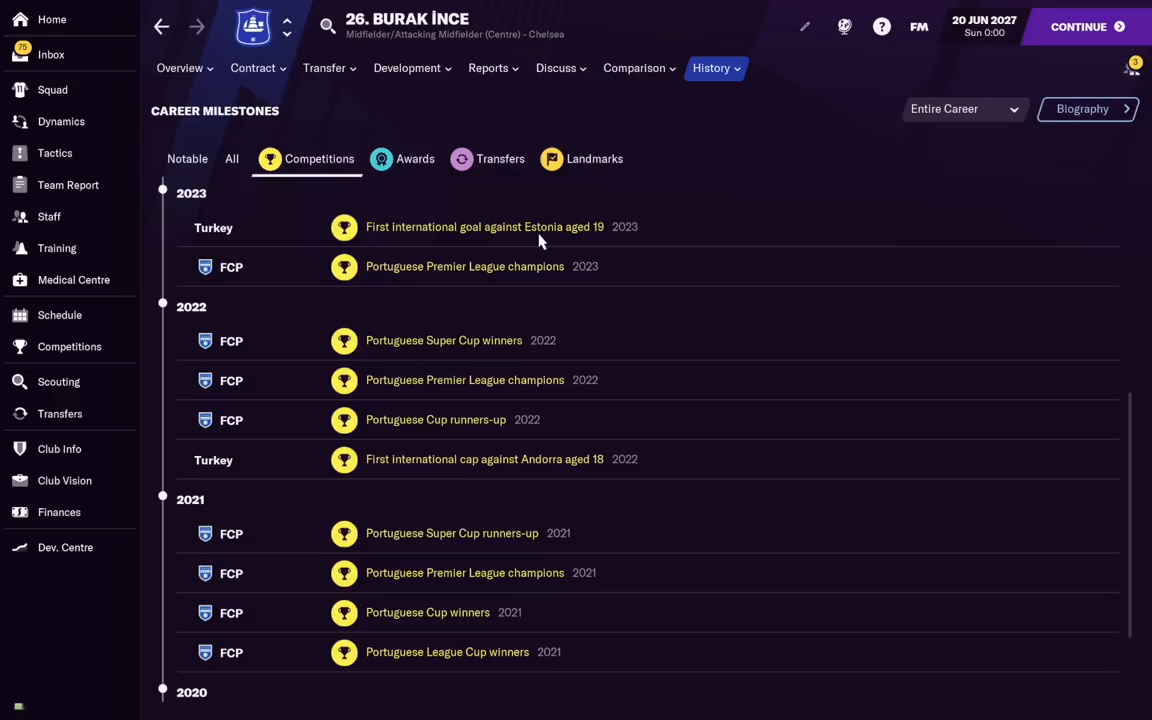 Home
75
Inbox
Squad
Dynamics
Tactics
Team Report
Staff
Training
Medical Centre
Schedule
Competitions
Scouting
Transfers
Club Info
Club Vision
Finances
Dev. Centre
26. BURAK İNCE
Midfielder/Attacking Midfielder (Centre) - Chelsea
?
FM
20 JUN 2027
Sun 0:00
CONTINUE
Overview
Contract
Transfer
Development
Reports
Discuss
Comparison
History
3
CAREER MILESTONES
Entire Career
Biography
Notable
All
Competitions
Awards
Transfers
Landmarks
2023
Turkey First international goal against Estonia aged 19 2023
FCP Portuguese Premier League champions 2023
2022
FCP Portuguese Super Cup winners 2022
FCP Portuguese Premier League champions 2022
FCP Portuguese Cup runners-up 2022
Turkey First international cap against Andorra aged 18 2022
2021
FCP Portuguese Super Cup runners-up 2021
FCP Portuguese Premier League champions 2021
FCP Portuguese Cup winners 2021
FCP Portuguese League Cup winners 2021
2020